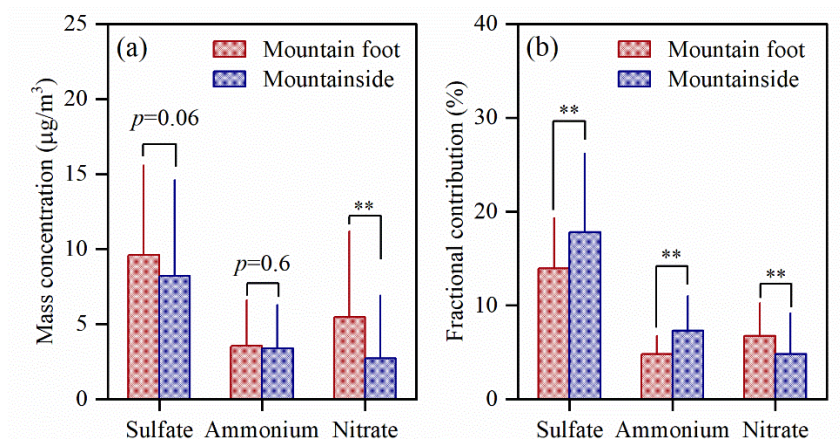 (a)
Mountain foot
Mountainside
Mass concentration (μg/m³)
25
20
15
10
5
0
p=0.06
p=0.6
**
Sulfate Ammonium Nitrate
(b)
Mountain foot
Mountainside
Fractional contribution (%)
40
30
20
10
0
**
**
**
Sulfate Ammonium Nitrate